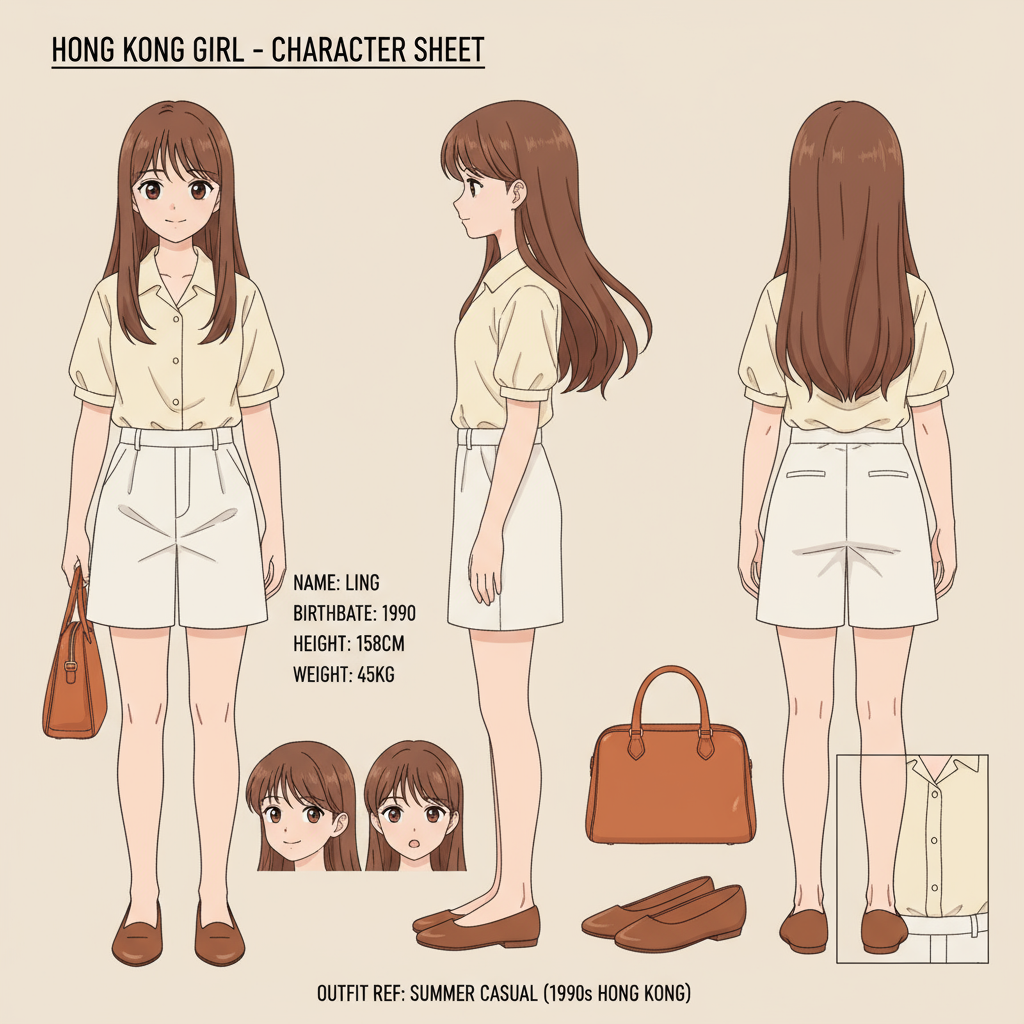 HONG KONG GIRL - CHARACTER SHEET
NAME: LING
BIRTHBATE: 1990
HEIGHT: 158CM
WEIGHT: 45KG
OUTFIT REF: SUMMER CASUAL (1990s HONG KONG)